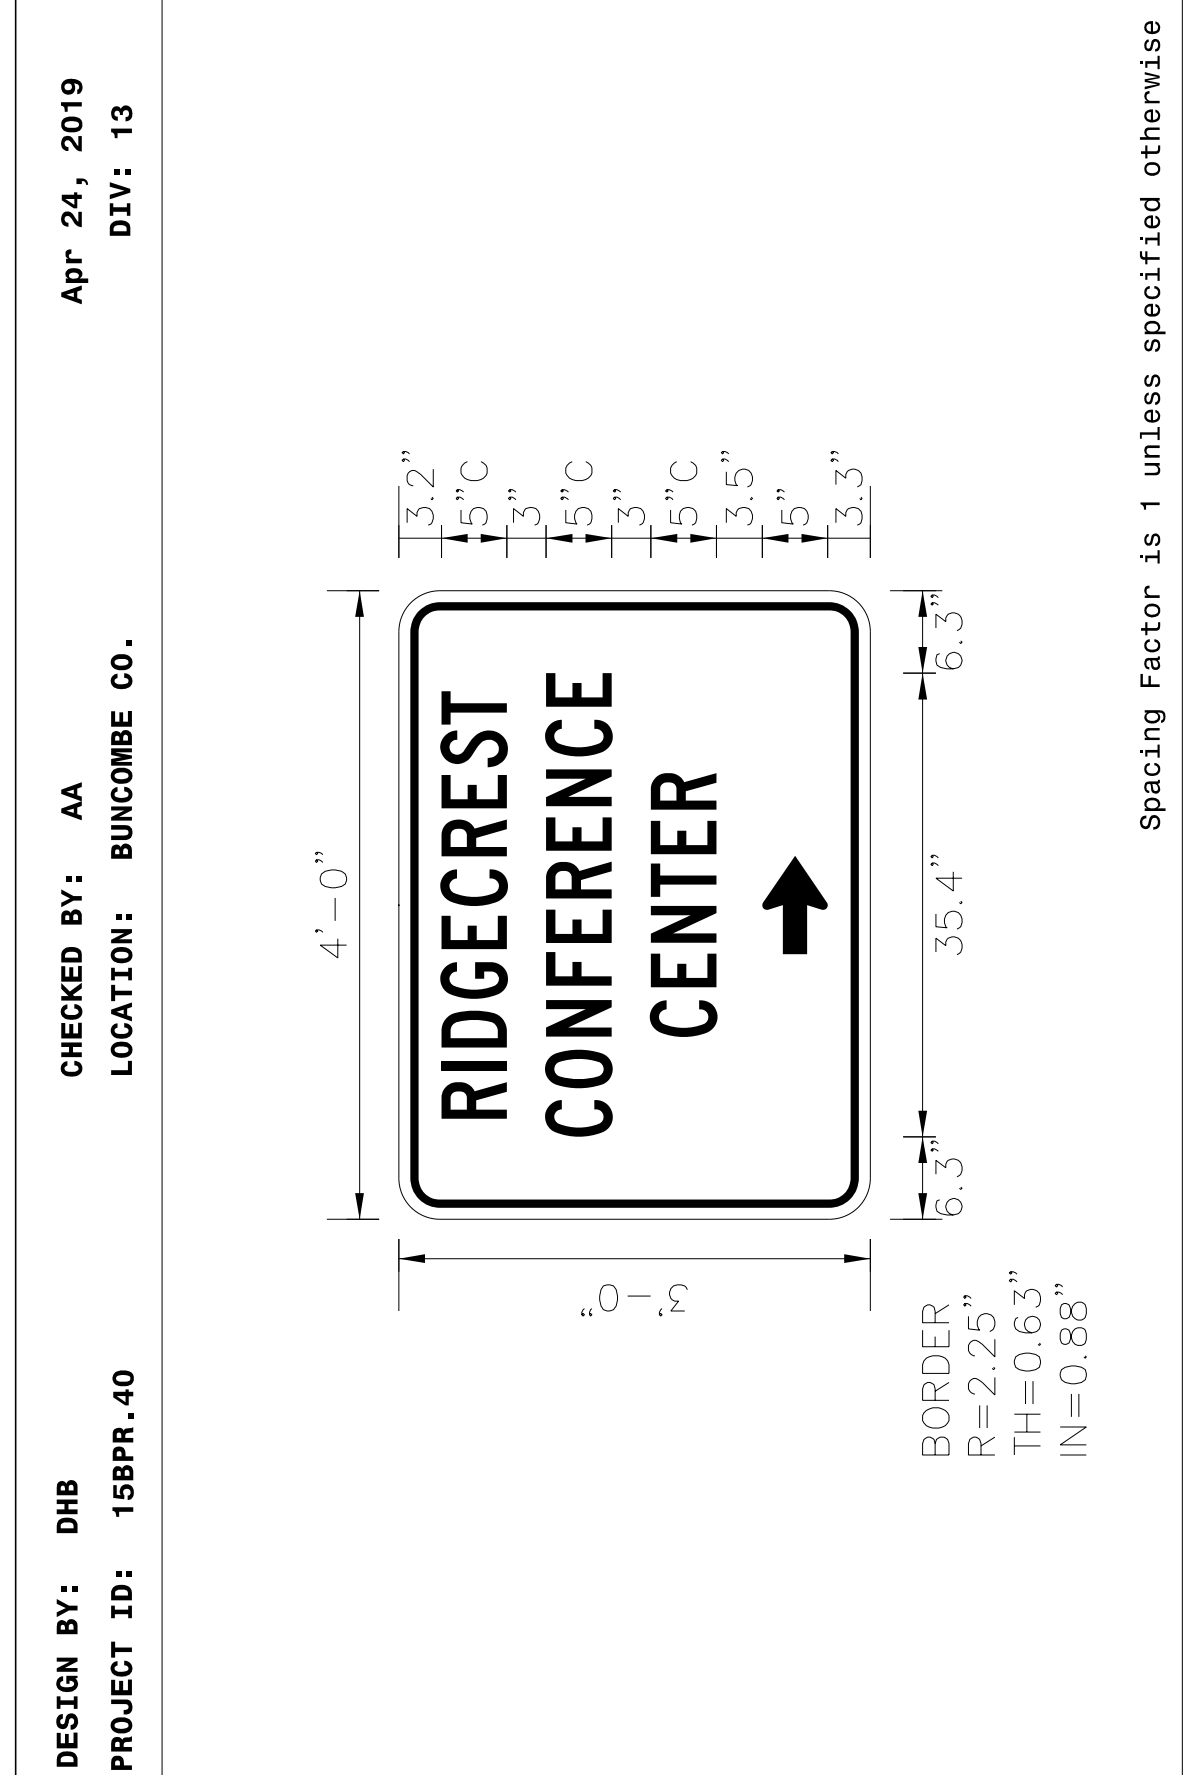 DESIGN BY: DHB CHECKED BY: AA Apr 24, 2019
PROJECT ID: 15BPR.40 LOCATION: BUNCOMBE CO. DIV: 13
4'-0"
3'-0"
RIDGECREST
CONFERENCE
CENTER
3.2"
5"C
3"
5"C
3"
5"C
3.5"
5"
3.3"
6.3" 35.4" 6.3"
BORDER
R=2.25"
TH=0.63"
IN=0.88"
Spacing Factor is 1 unless specified otherwise